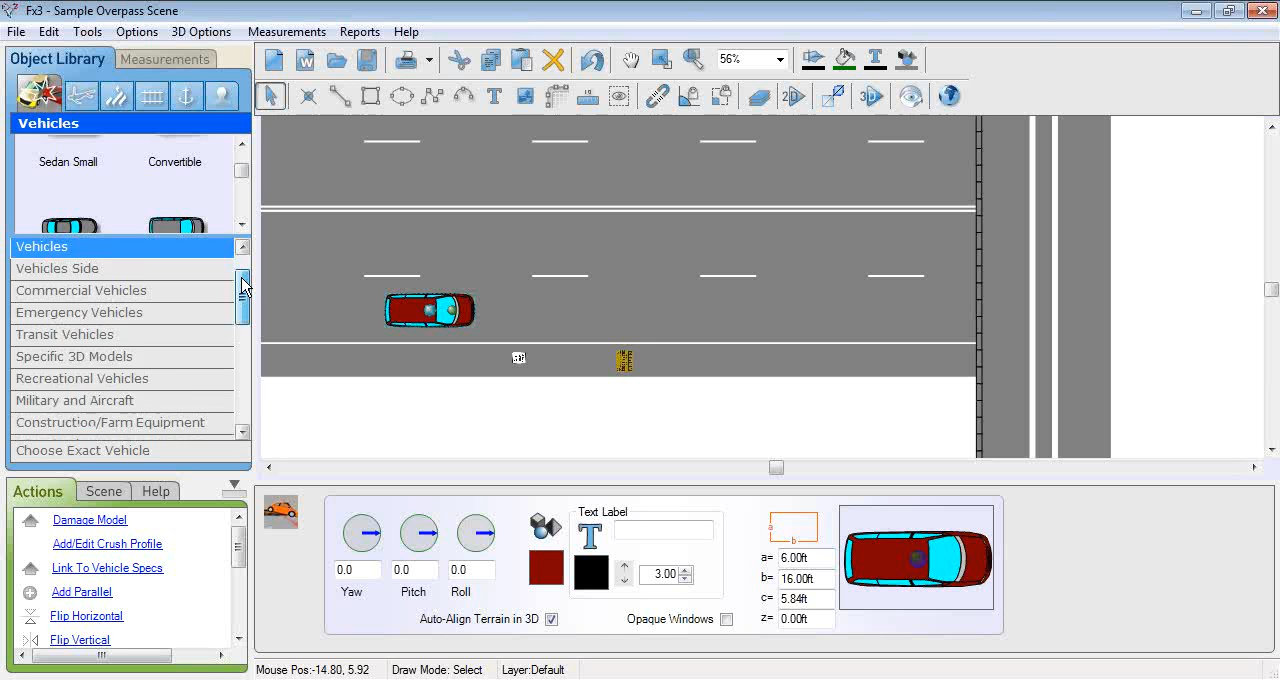 Fx3 - Sample Overpass Scene
File Edit Tools Options 3D Options Measurements Reports Help
Object Library Measurements
56%
Vehicles
Sedan Small Convertible
Vehicles
Vehicles Side
Commercial Vehicles
Emergency Vehicles
Transit Vehicles
Specific 3D Models
Recreational Vehicles
Military and Aircraft
Construction/Farm Equipment
Choose Exact Vehicle
Actions Scene Help
Damage Model
Add/Edit Crush Profile
Link To Vehicle Specs
Add Parallel
Flip Horizontal
Flip Vertical
0.0 0.0 0.0
Yaw Pitch Roll
Text Label
T
3.00
Auto-Align Terrain in 3D Opaque Windows
a
b
a= 6.00ft
b= 16.00ft
c= 5.84ft
z= 0.00ft
Mouse Pos:-14.80, 5.92 Draw Mode: Select Layer:Default